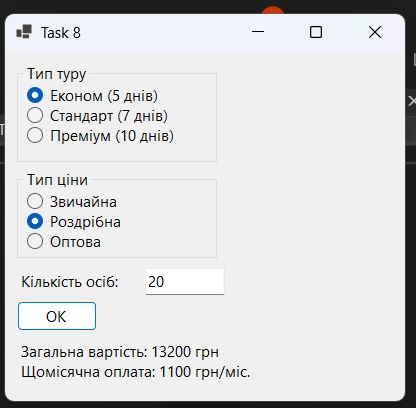 Task 8
Тип туру
Економ (5 днів)
Стандарт (7 днів)
Преміум (10 днів)
Тип ціни
Звичайна
Роздрібна
Оптова
Кількість осіб: 20
OK
Загальна вартість: 13200 грн
Щомісячна оплата: 1100 грн/міс.